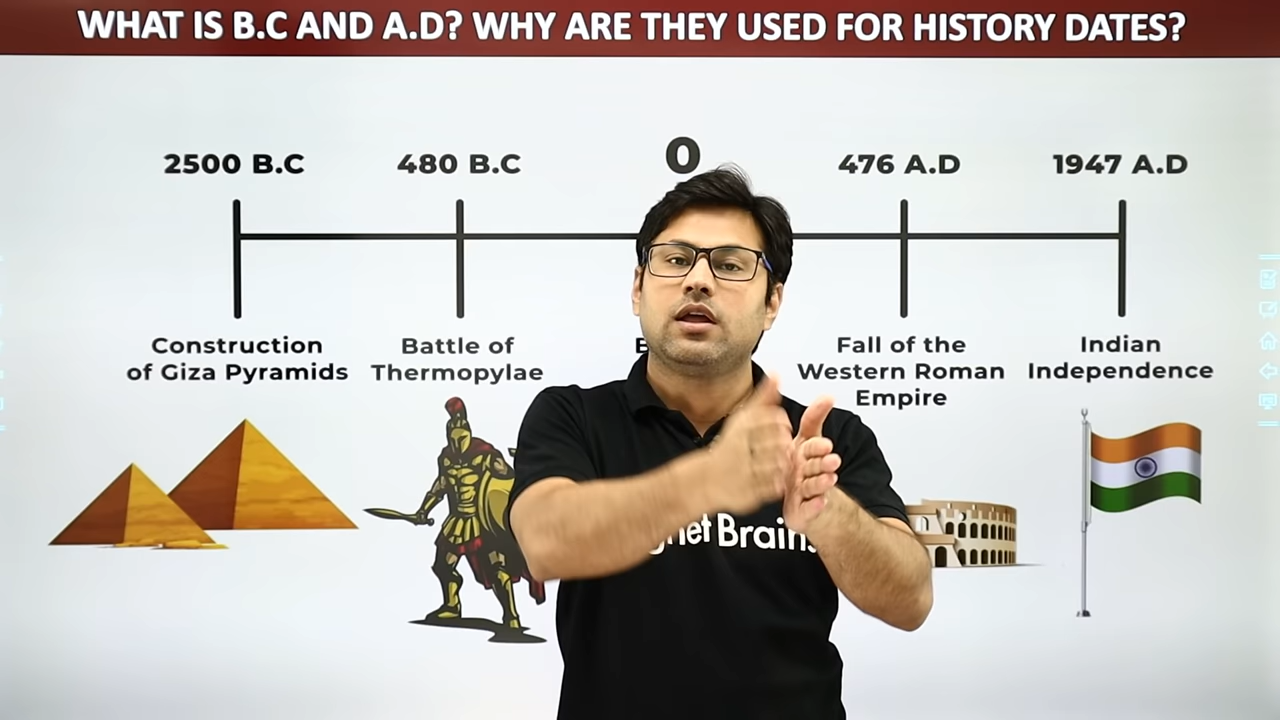 WHAT IS B.C AND A.D? WHY ARE THEY USED FOR HISTORY DATES?
2500 B.C
480 B.C
0
476 A.D
1947 A.D
Construction
of Giza Pyramids
Battle of
Thermopylae
Fall of the
Western Roman
Empire
Indian
Independence
Brains